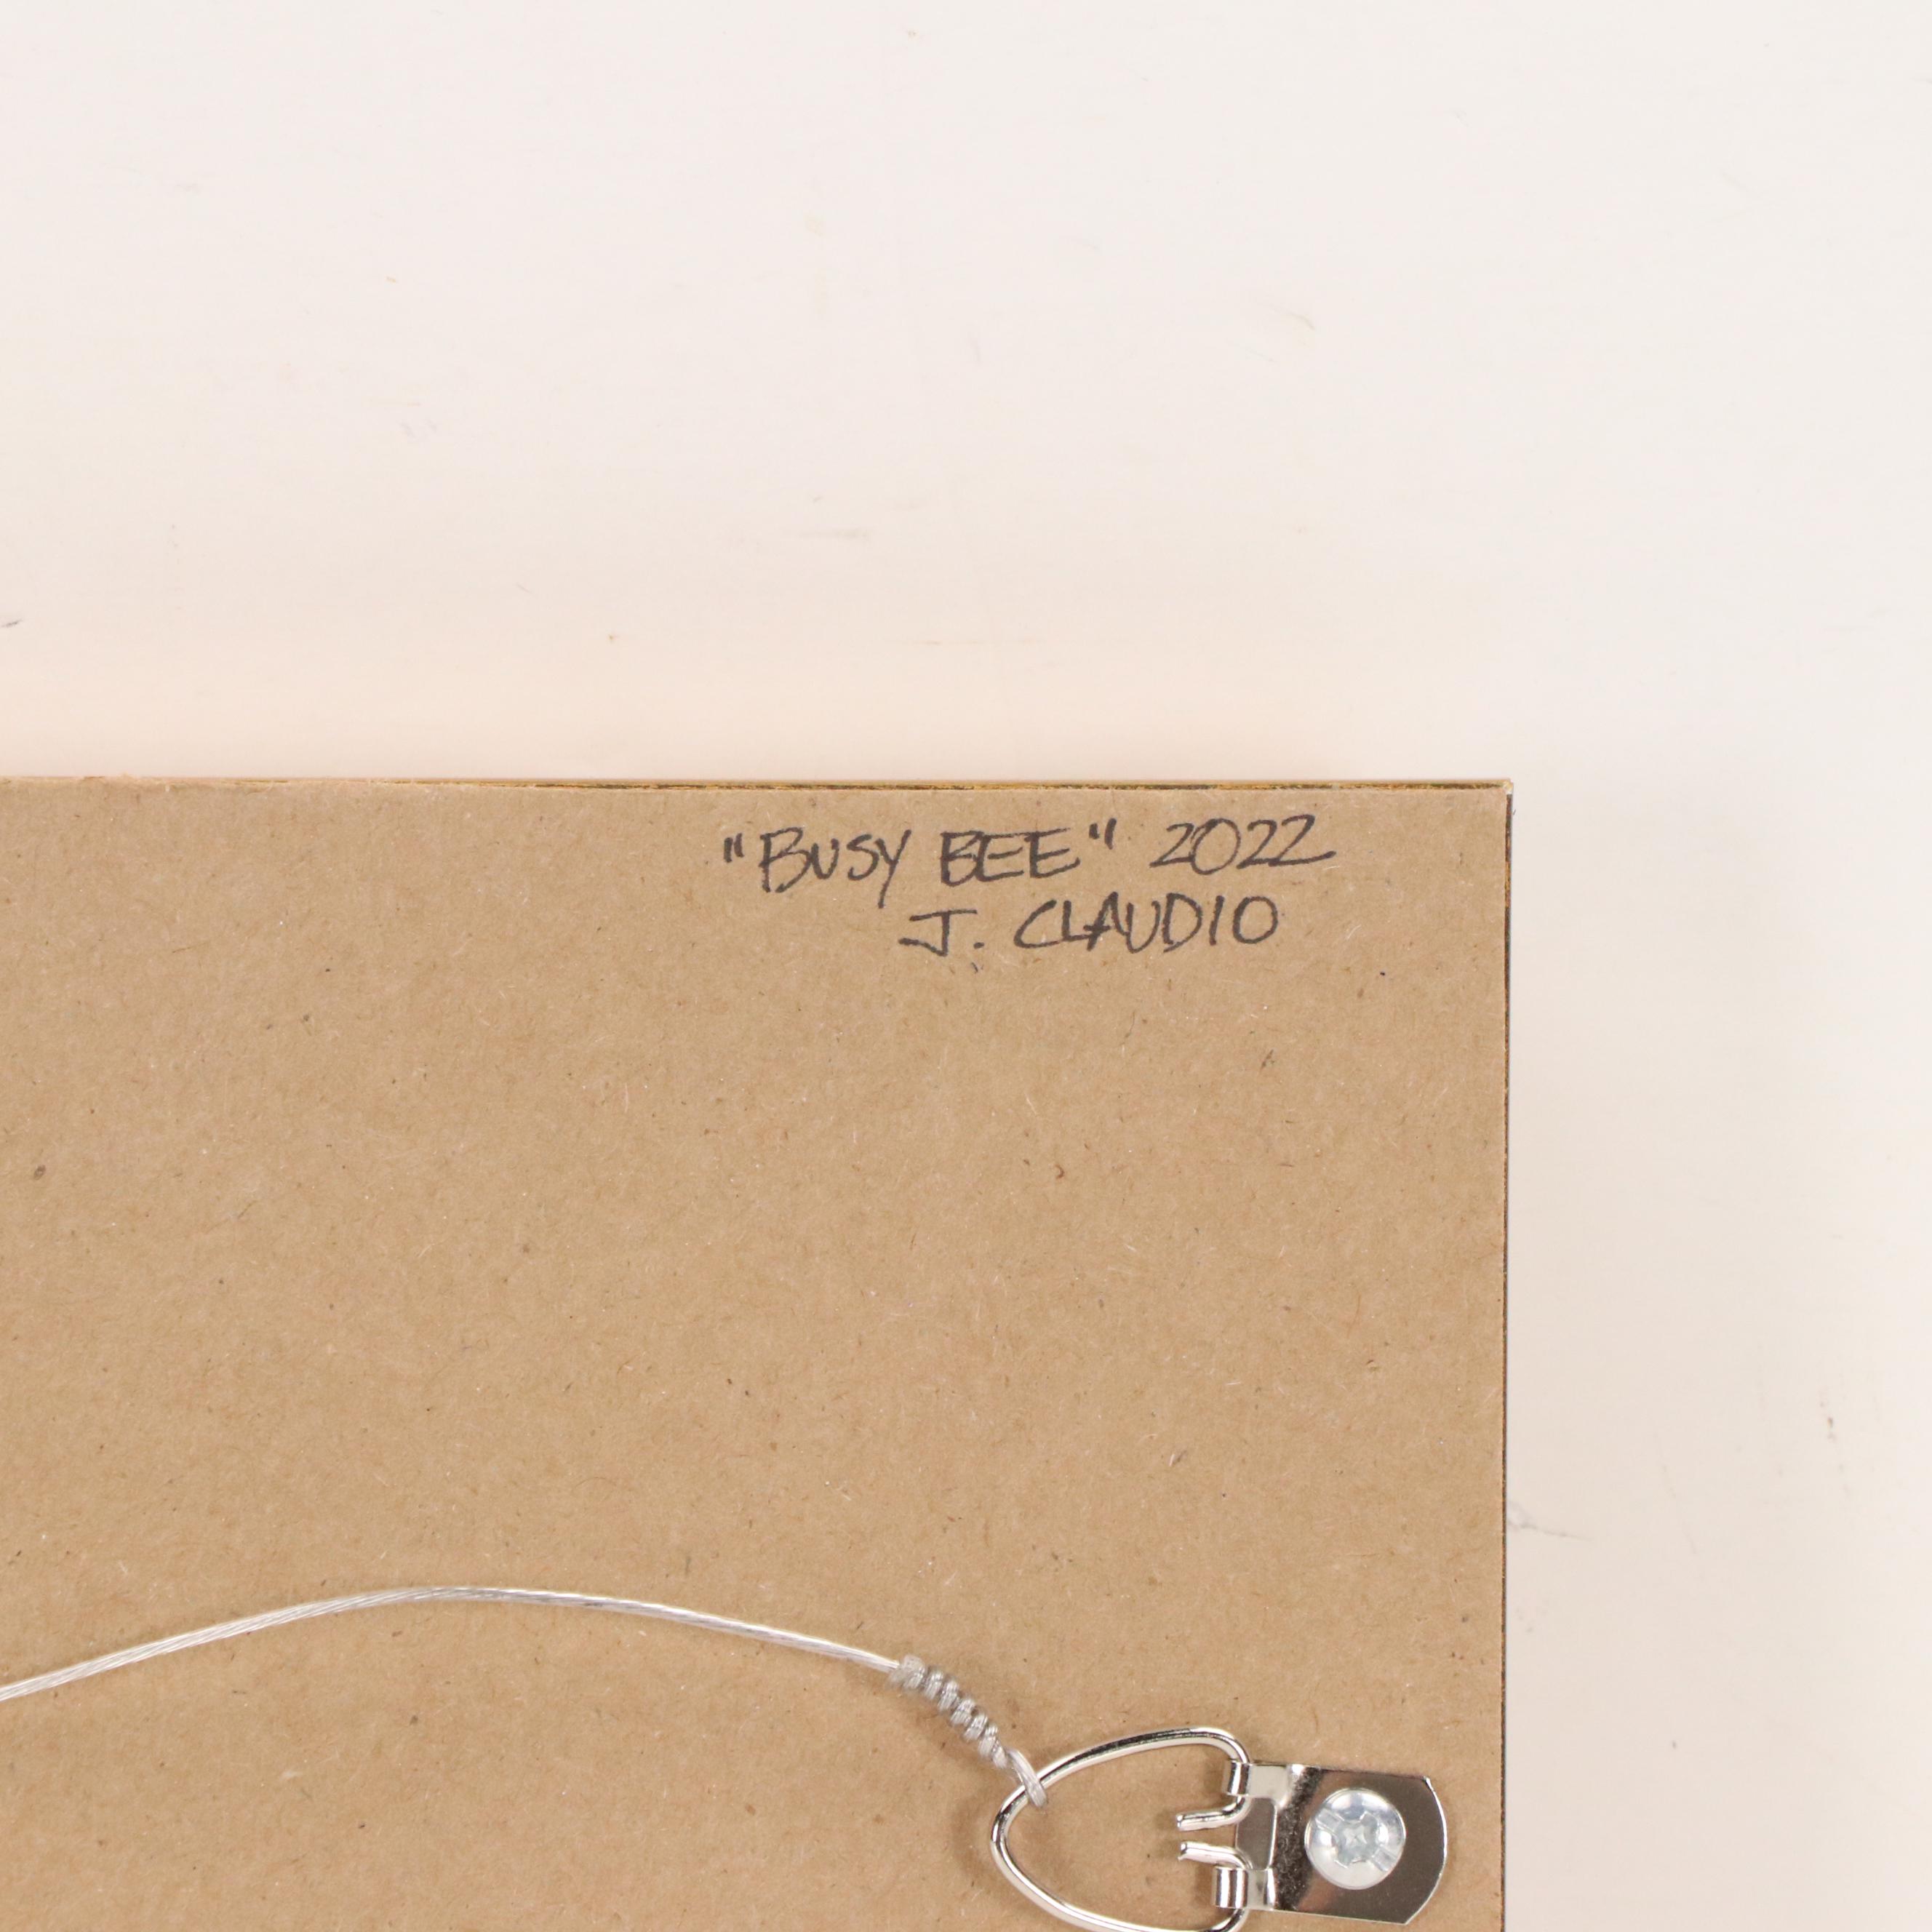 "BUSY BEE" 2022
J. CLAUDIO